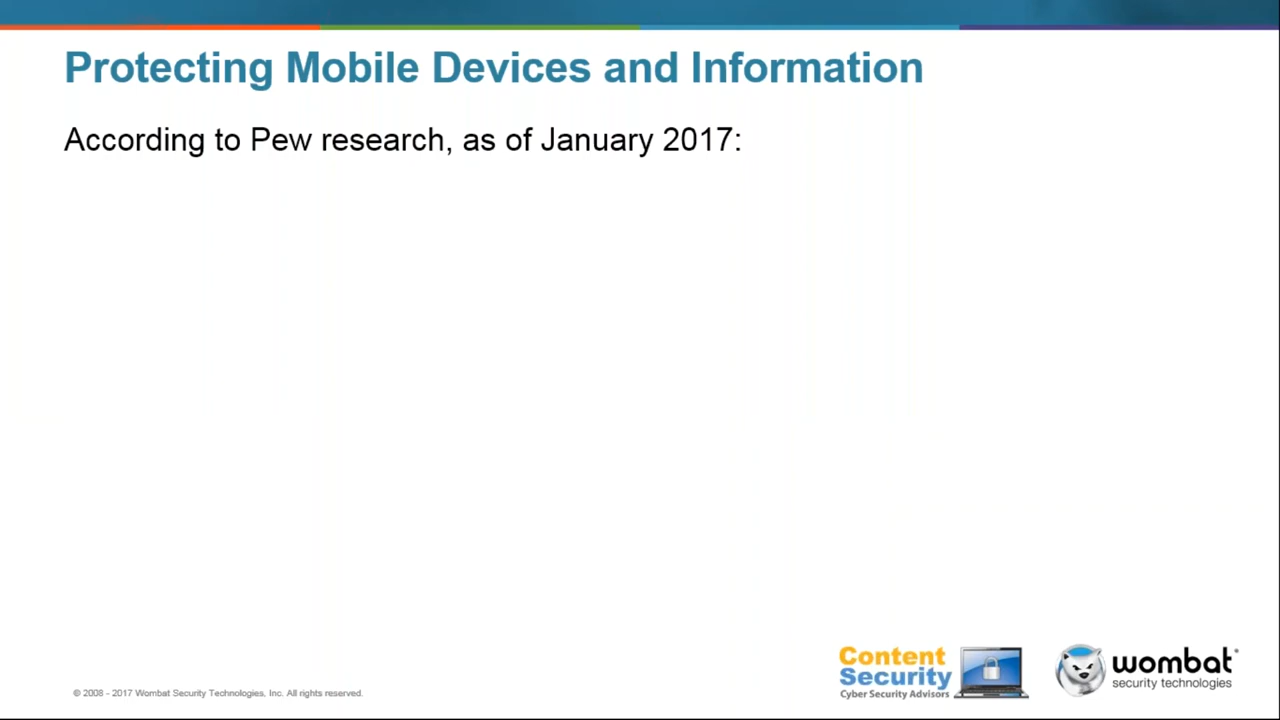 Protecting Mobile Devices and Information
According to Pew research, as of January 2017:
© 2008 - 2017 Wombat Security Technologies, Inc. All rights reserved.
Content
Security
Cyber Security Advisors
wombat®
security technologies